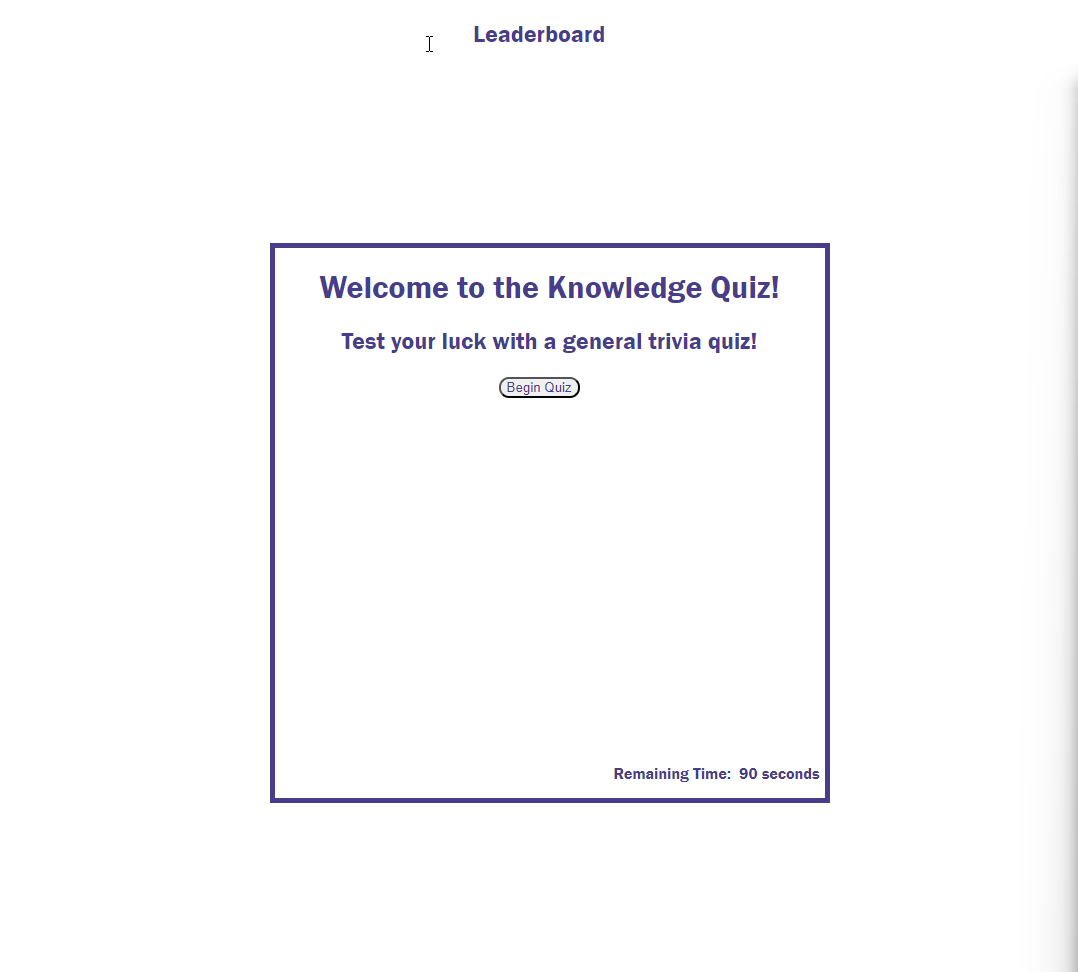 Leaderboard
Welcome to the Knowledge Quiz!
Test your luck with a general trivia quiz!
Begin Quiz
Remaining Time: 90 seconds